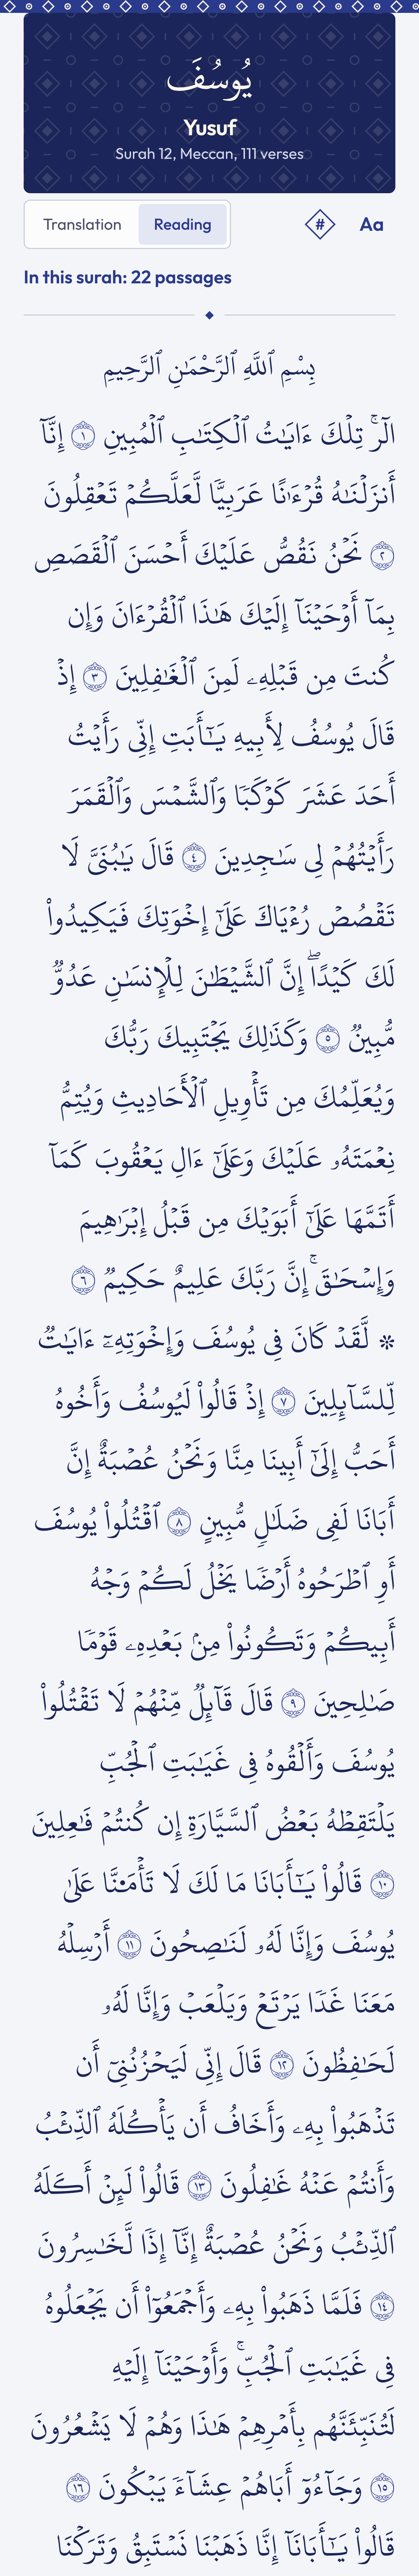 يُوسُفَ
Yusuf
Surah 12, Meccan, 111 verses
Translation
Reading
#
Aa
In this surah: 22 passages
بِسْمِ ٱللَّهِ ٱلرَّحْمَـٰنِ ٱلرَّحِيمِ
الٓرۚ تِلْكَ ءَايَـٰتُ ٱلْكِتَـٰبِ ٱلْمُبِينِ ١ إِنَّآ
أَنزَلْنَـٰهُ قُرْءَٰنًا عَرَبِيًّا لَّعَلَّكُمْ تَعْقِلُونَ
٢ نَحْنُ نَقُصُّ عَلَيْكَ أَحْسَنَ ٱلْقَصَصِ
بِمَآ أَوْحَيْنَآ إِلَيْكَ هَـٰذَا ٱلْقُرْءَانَ وَإِن
كُنتَ مِن قَبْلِهِۦ لَمِنَ ٱلْغَـٰفِلِينَ ٣ إِذْ
قَالَ يُوسُفُ لِأَبِيهِ يَـٰٓأَبَتِ إِنِّى رَأَيْتُ
أَحَدَ عَشَرَ كَوْكَبًا وَٱلشَّمْسَ وَٱلْقَمَرَ
رَأَيْتُهُمْ لِى سَـٰجِدِينَ ٤ قَالَ يَـٰبُنَىَّ لَا
تَقْصُصْ رُءْيَاكَ عَلَىٰٓ إِخْوَتِكَ فَيَكِيدُوا۟
لَكَ كَيْدًاۖ إِنَّ ٱلشَّيْطَـٰنَ لِلْإِنسَـٰنِ عَدُوٌّ
مُّبِينٌ ٥ وَكَذَٰلِكَ يَجْتَبِيكَ رَبُّكَ
وَيُعَلِّمُكَ مِن تَأْوِيلِ ٱلْأَحَادِيثِ وَيُتِمُّ
نِعْمَتَهُۥ عَلَيْكَ وَعَلَىٰٓ ءَالِ يَعْقُوبَ كَمَآ
أَتَمَّهَا عَلَىٰٓ أَبَوَيْكَ مِن قَبْلُ إِبْرَٰهِيمَ
وَإِسْحَـٰقَۚ إِنَّ رَبَّكَ عَلِيمٌ حَكِيمٌ ٦
* لَّقَدْ كَانَ فِى يُوسُفَ وَإِخْوَتِهِۦٓ ءَايَـٰتٌ
لِّلسَّآئِلِينَ ٧ إِذْ قَالُوا۟ لَيُوسُفُ وَأَخُوهُ
أَحَبُّ إِلَىٰٓ أَبِينَا مِنَّا وَنَحْنُ عُصْبَةٌ إِنَّ
أَبَانَا لَفِى ضَلَـٰلٍ مُّبِينٍ ٨ ٱقْتُلُوا۟ يُوسُفَ
أَوِ ٱطْرَحُوهُ أَرْضًا يَخْلُ لَكُمْ وَجْهُ
أَبِيكُمْ وَتَكُونُوا۟ مِنۢ بَعْدِهِۦ قَوْمًا
صَـٰلِحِينَ ٩ قَالَ قَآئِلٌ مِّنْهُمْ لَا تَقْتُلُوا۟
يُوسُفَ وَأَلْقُوهُ فِى غَيَـٰبَتِ ٱلْجُبِّ
يَلْتَقِطْهُ بَعْضُ ٱلسَّيَّارَةِ إِن كُنتُمْ فَـٰعِلِينَ
١٠ قَالُوا۟ يَـٰٓأَبَانَا مَا لَكَ لَا تَأْمَ۫نَّا عَلَىٰ
يُوسُفَ وَإِنَّا لَهُۥ لَنَـٰصِحُونَ ١١ أَرْسِلْهُ
مَعَنَا غَدًا يَرْتَعْ وَيَلْعَبْ وَإِنَّا لَهُۥ
لَحَـٰفِظُونَ ١٢ قَالَ إِنِّى لَيَحْزُنُنِىٓ أَن
تَذْهَبُوا۟ بِهِۦ وَأَخَافُ أَن يَأْكُلَهُ ٱلذِّئْبُ
وَأَنتُمْ عَنْهُ غَـٰفِلُونَ ١٣ قَالُوا۟ لَئِنْ أَكَلَهُ
ٱلذِّئْبُ وَنَحْنُ عُصْبَةٌ إِنَّآ إِذًا لَّخَـٰسِرُونَ
١٤ فَلَمَّا ذَهَبُوا۟ بِهِۦ وَأَجْمَعُوٓا۟ أَن يَجْعَلُوهُ
فِى غَيَـٰبَتِ ٱلْجُبِّۚ وَأَوْحَيْنَآ إِلَيْهِ
لَتُنَبِّئَنَّهُم بِأَمْرِهِمْ هَـٰذَا وَهُمْ لَا يَشْعُرُونَ
١٥ وَجَآءُوٓ أَبَاهُمْ عِشَآءً يَبْكُونَ ١٦
قَالُوا۟ يَـٰٓأَبَانَآ إِنَّا ذَهَبْنَا نَسْتَبِقُ وَتَرَكْنَا